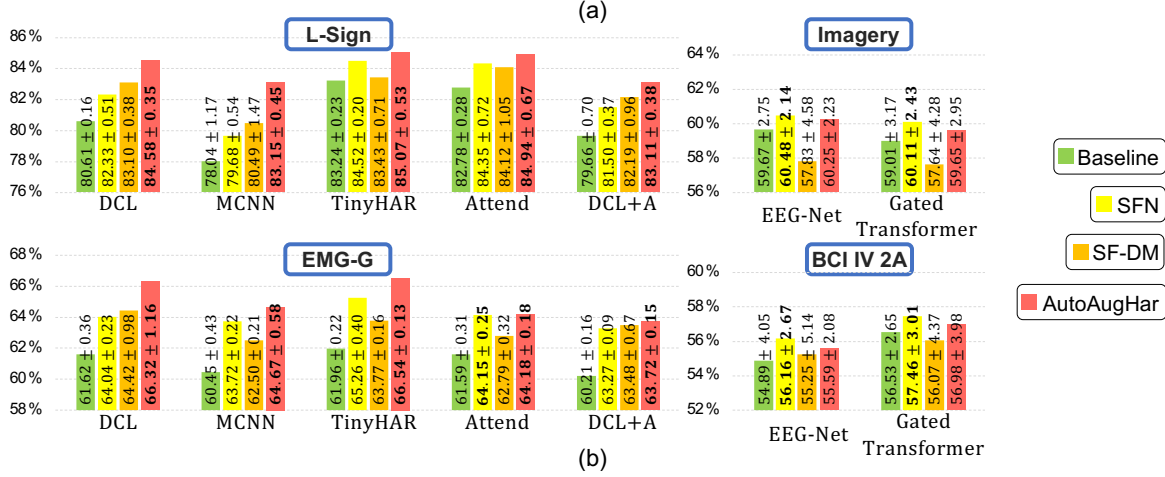 (a)
L-Sign
86%
84%
82%
80%
78%
76%
80.61 ± 0.16
82.33 ± 0.51
83.10 ± 0.38
84.58 ± 0.35
78.04 ± 1.17
79.68 ± 0.54
80.49 ± 1.47
83.15 ± 0.45
83.24 ± 0.23
84.52 ± 0.20
83.43 ± 0.71
85.07 ± 0.53
82.78 ± 0.28
84.35 ± 0.72
84.12 ± 1.05
84.94 ± 0.67
79.66 ± 0.70
81.50 ± 0.37
82.19 ± 0.96
83.11 ± 0.38
DCL
MCNN
TinyHAR
Attend
DCL+A
Imagery
64%
62%
60%
58%
56%
59.67 ± 2.75
60.48 ± 2.14
57.83 ± 4.58
60.25 ± 2.23
59.01 ± 3.17
60.11 ± 2.43
57.64 ± 4.28
59.65 ± 2.95
EEG-Net
Gated
Transformer
Baseline
SFN
SF-DM
AutoAugHar
EMG-G
68%
66%
64%
62%
60%
58%
61.62 ± 0.36
64.04 ± 0.23
64.42 ± 0.98
66.32 ± 1.16
60.45 ± 0.43
63.72 ± 0.22
62.50 ± 0.21
64.67 ± 0.58
61.96 ± 0.22
65.26 ± 0.40
63.77 ± 0.16
66.54 ± 0.13
61.59 ± 0.31
64.15 ± 0.25
62.79 ± 0.32
64.18 ± 0.18
60.21 ± 0.16
63.27 ± 0.09
63.48 ± 0.67
63.72 ± 0.15
DCL
MCNN
TinyHAR
Attend
DCL+A
BCI IV 2A
60%
58%
56%
54%
52%
54.89 ± 4.05
56.16 ± 2.67
55.25 ± 5.14
55.59 ± 2.08
56.53 ± 2.65
57.46 ± 3.01
56.07 ± 4.37
56.98 ± 3.98
EEG-Net
Gated
Transformer
(b)